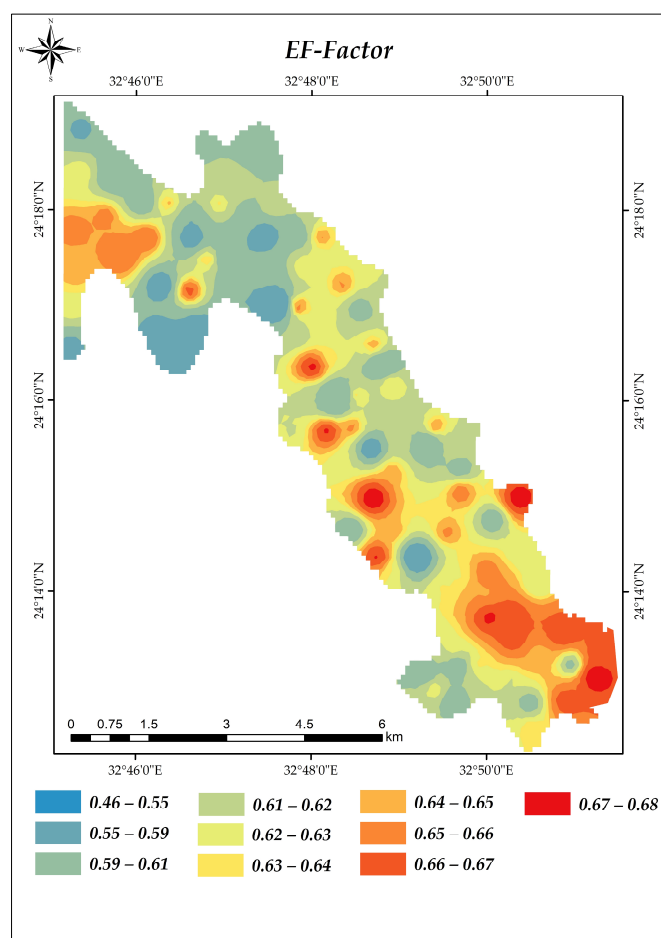 N
EF-Factor
W E
S
32°46'0"E 32°48'0"E 32°50'0"E
24°18'0"N 24°18'0"N
24°16'0"N 24°16'0"N
24°14'0"N 24°14'0"N
0 0.75 1.5 3 4.5 6
km
32°46'0"E 32°48'0"E 32°50'0"E
0.46 – 0.55 0.61 – 0.62 0.64 – 0.65 0.67 – 0.68
0.55 – 0.59 0.62 – 0.63 0.65 – 0.66
0.59 – 0.61 0.63 – 0.64 0.66 – 0.67